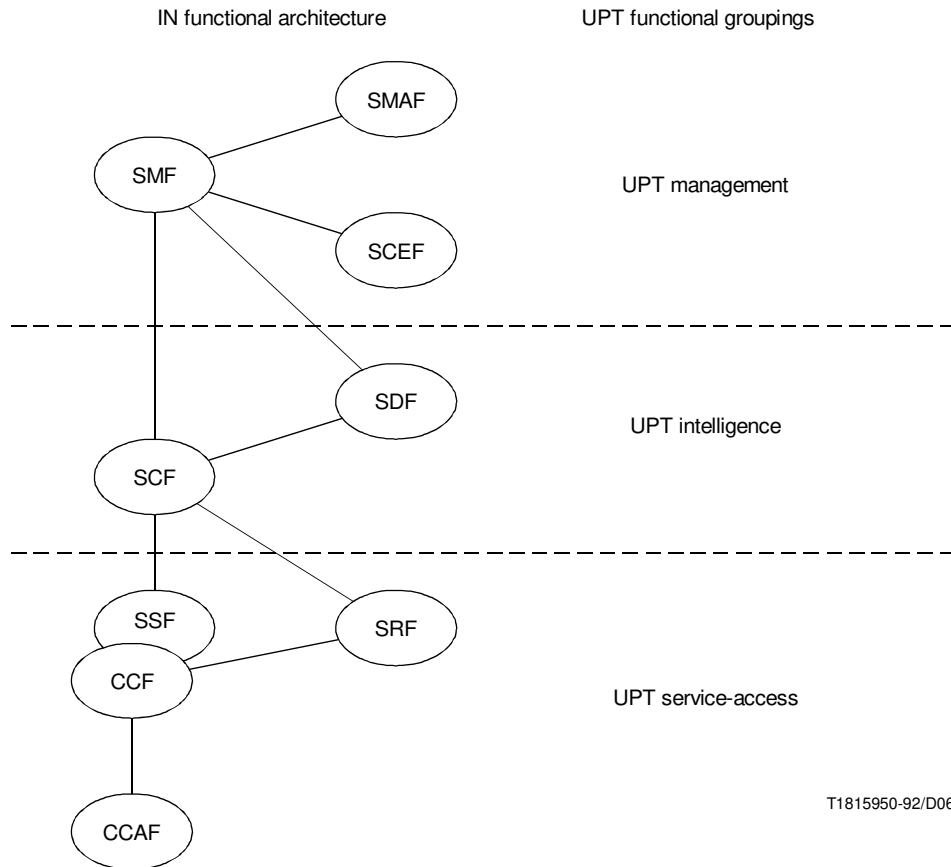 IN functional architecture
UPT functional groupings
SMAF
SMF
UPT management
SCEF
SDF
UPT intelligence
SCF
SSF
SRF
CCF
UPT service-access
T1815950-92/D06
CCAF